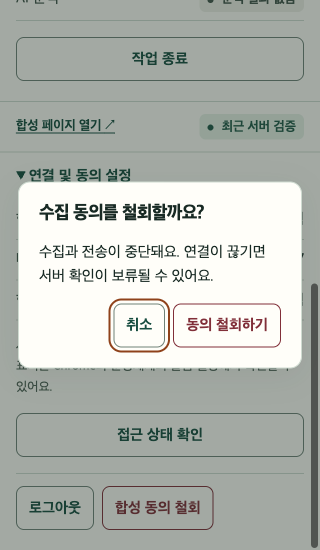 작업 종료
합성 페이지 열기 ↗
● 최근 서버 검증
▼ 연결 및 동의 설정
수집 동의를 철회할까요?
수집과 전송이 중단돼요. 연결이 끊기면
서버 확인이 보류될 수 있어요.
취소
동의 철회하기
있어요.
접근 상태 확인
로그아웃
합성 동의 철회